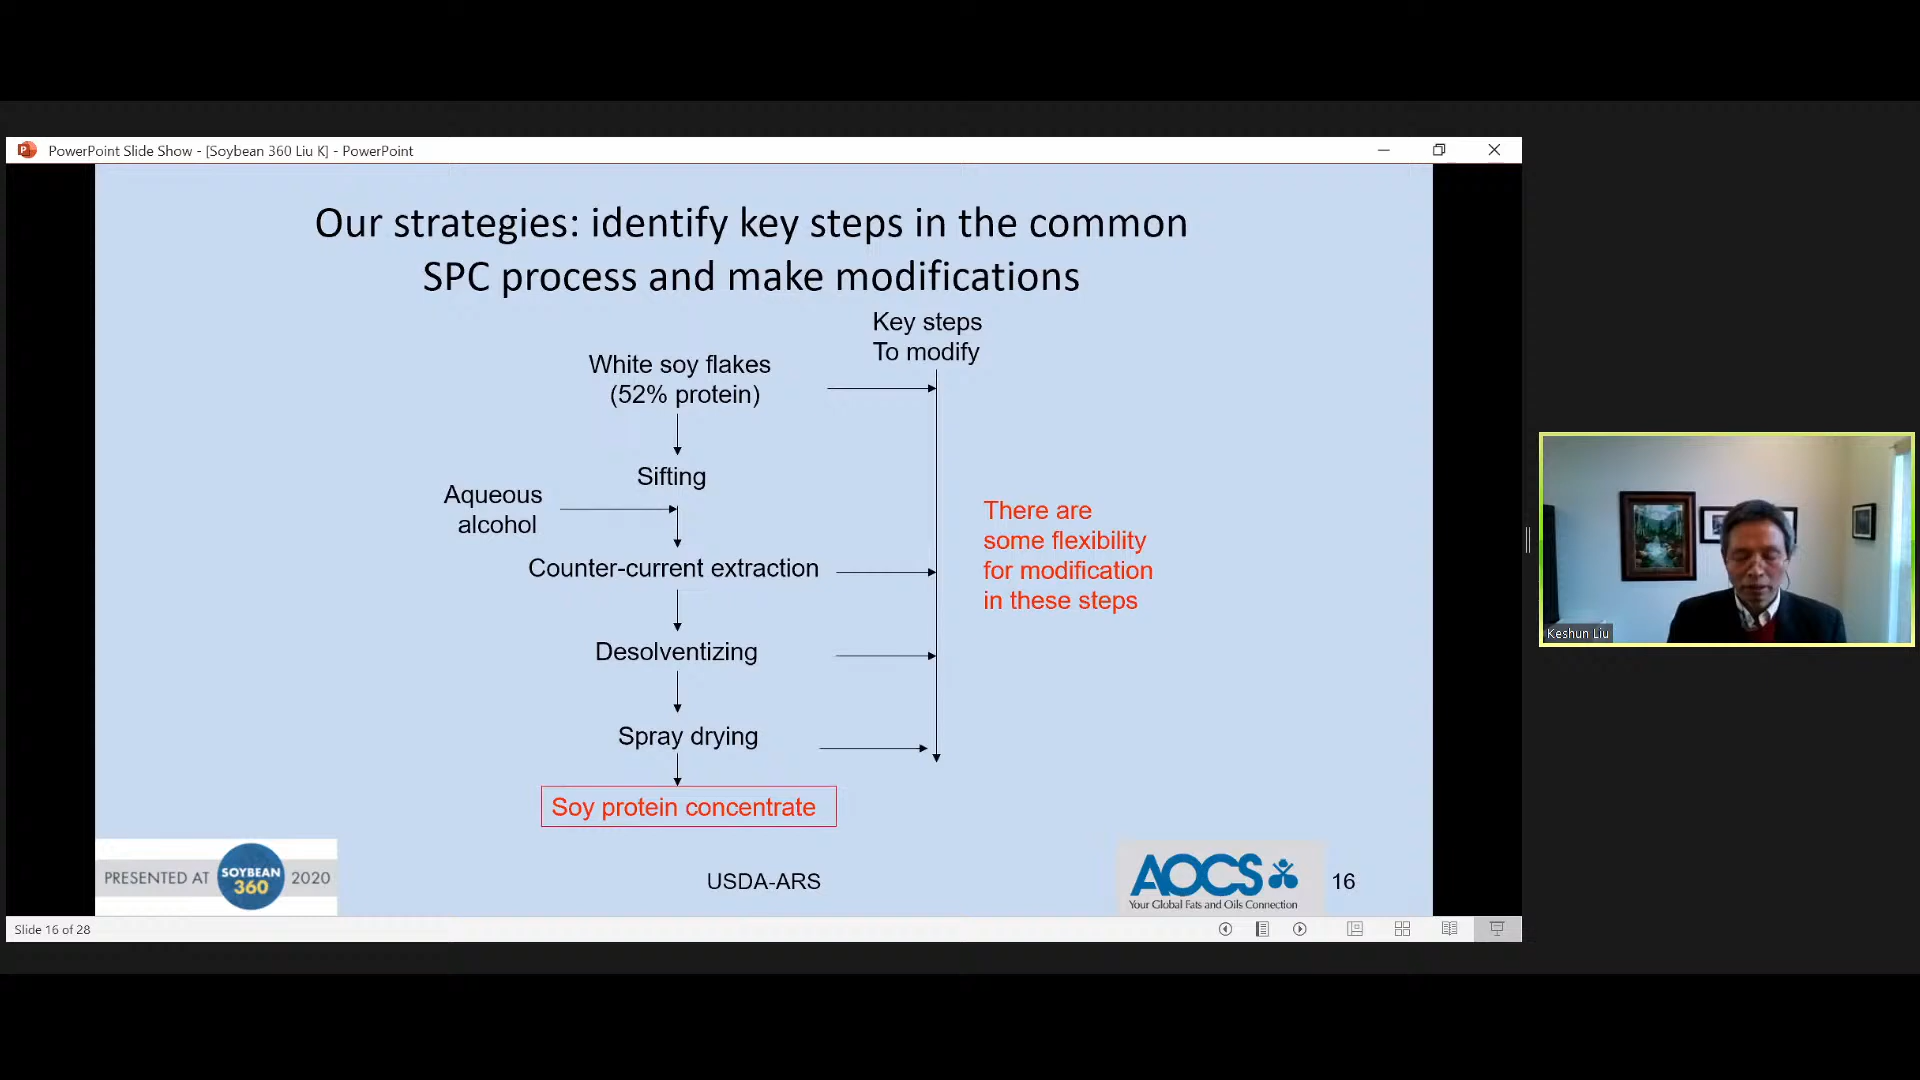 PowerPoint Slide Show - [Soybean 360 Liu K] - PowerPoint
Our strategies: identify key steps in the common
SPC process and make modifications
Key steps
To modify
White soy flakes
(52% protein)
Sifting
Aqueous
alcohol
There are
some flexibility
for modification
in these steps
Counter-current extraction
Desolventizing
Spray drying
Soy protein concentrate
PRESENTED AT SOYBEAN 360 2020
USDA-ARS
AOCS
Your Global Fats and Oils Connection
16
Slide 16 of 28
Keshun Liu